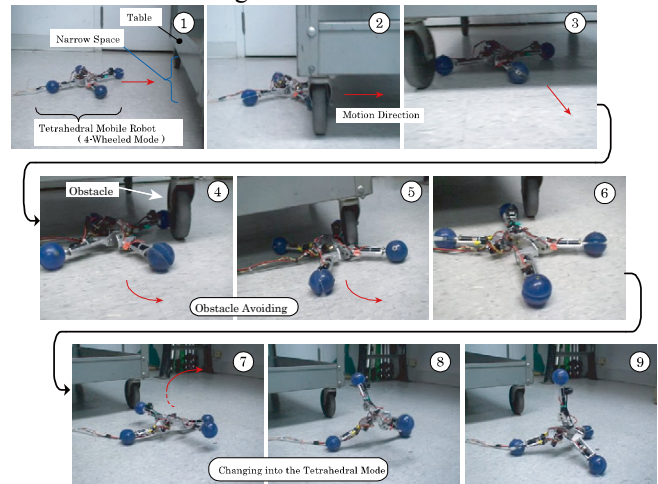 1
2
3
Table
Narrow Space
Tetrahedral Mobile Robot
( 4-Wheeled Mode )
Motion Direction
Obstacle
4
5
6
Obstacle Avoiding
7
8
9
Changing into the Tetrahedral Mode